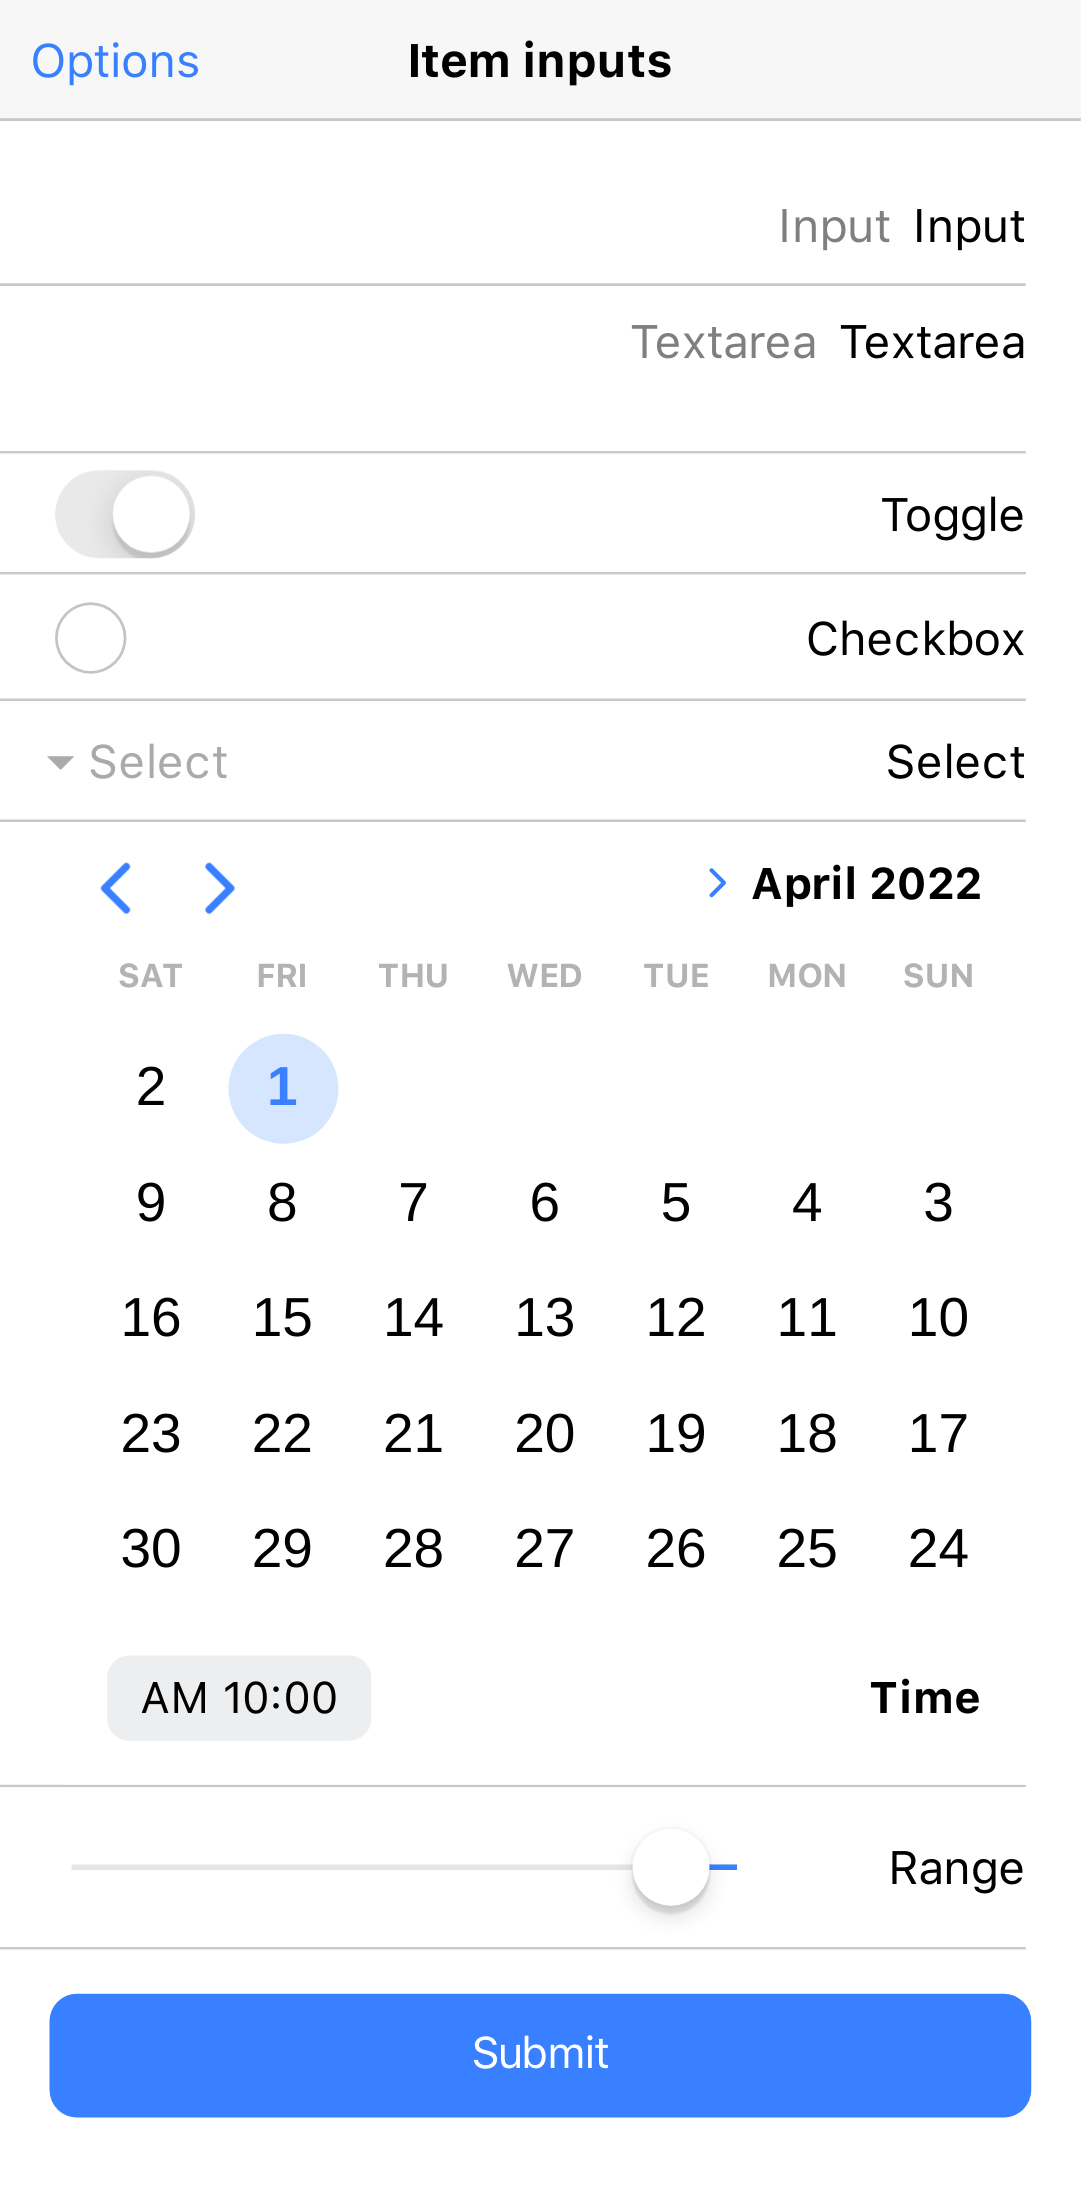 Options Item inputs
Input Input
Textarea Textarea
Toggle
Checkbox
Select Select
April 2022
SAT FRI THU WED TUE MON SUN
2 1
9 8 7 6 5 4 3
16 15 14 13 12 11 10
23 22 21 20 19 18 17
30 29 28 27 26 25 24
AM 10:00 Time
Range
Submit